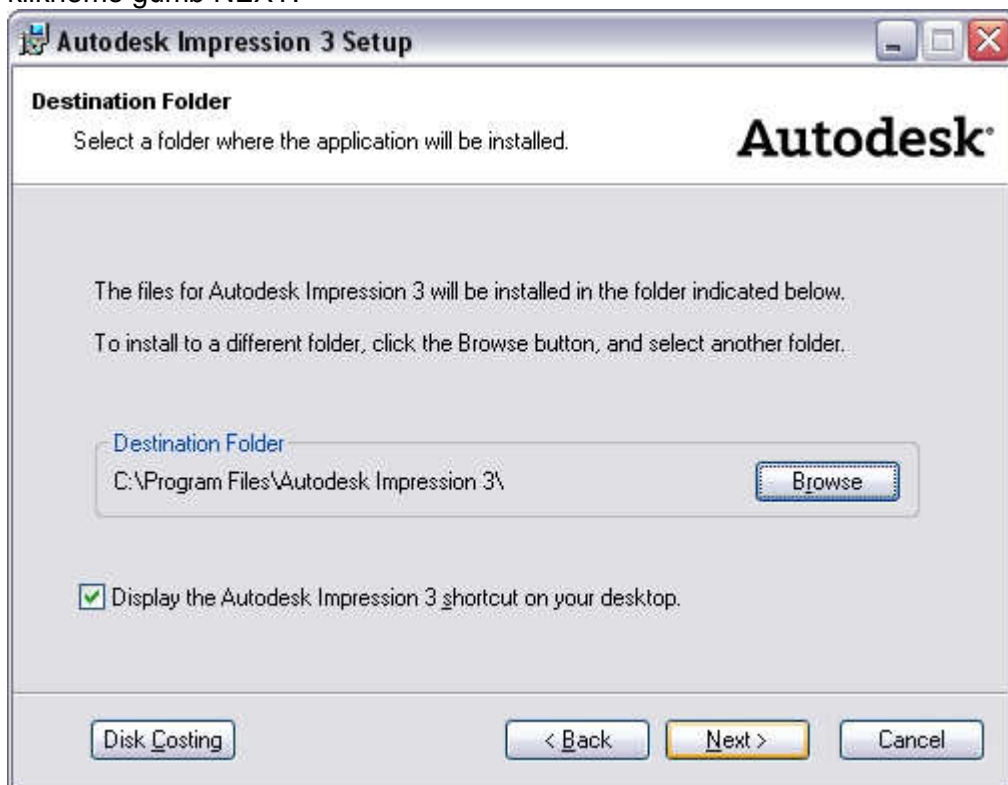 kliknemo gumb NEXT.
Autodesk Impression 3 Setup
Destination Folder
Select a folder where the application will be installed.
Autodesk
The files for Autodesk Impression 3 will be installed in the folder indicated below.
To install to a different folder, click the Browse button, and select another folder.
Destination Folder
C:\Program Files\Autodesk Impression 3\
Browse
Display the Autodesk Impression 3 shortcut on your desktop.
Disk Costing
< Back
Next >
Cancel